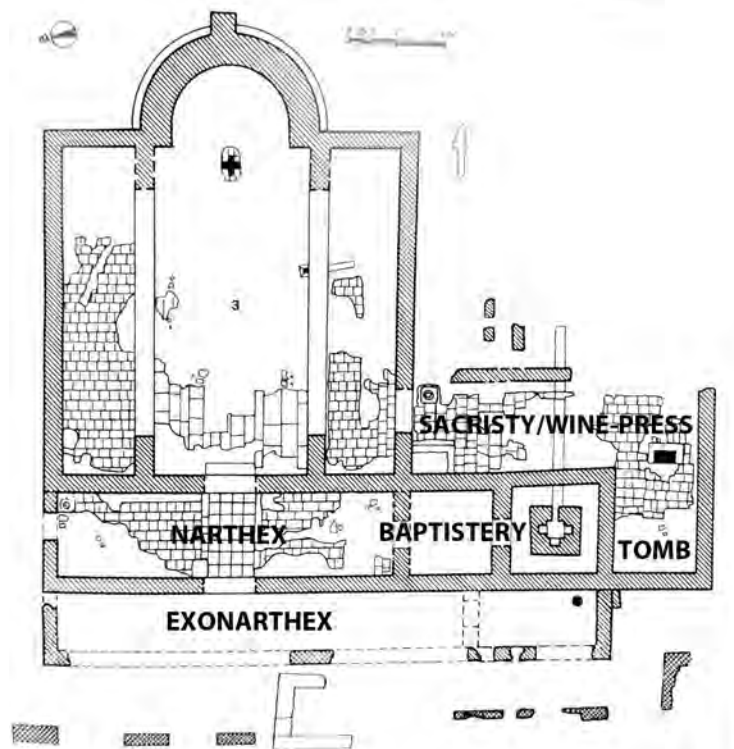 3
SACRISTY/WINE-PRESS
NARTHEX
BAPTISTERY
TOMB
EXONARTHEX